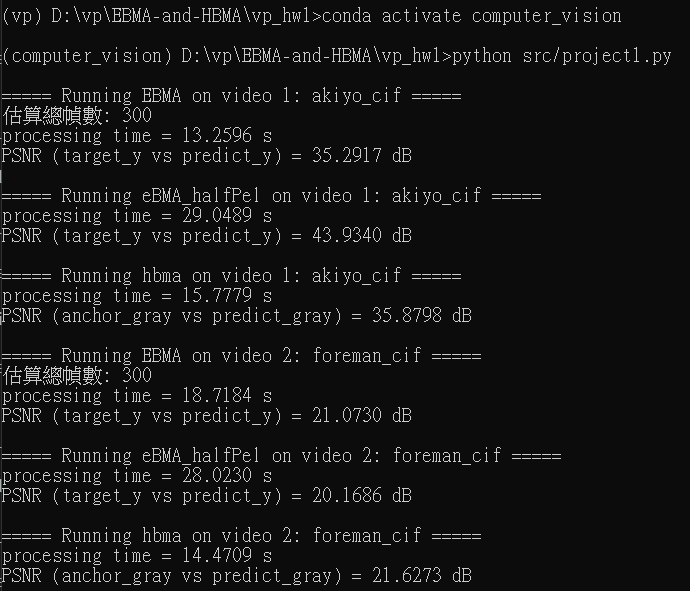 (vp) D:\vp\EBMA-and-HBMA\vp_hw1>conda activate computer_vision
(computer_vision) D:\vp\EBMA-and-HBMA\vp_hw1>python src/project1.py
===== Running EBMA on video 1: akiyo_cif =====
估算總幀數: 300
processing time = 13.2596 s
PSNR (target_y vs predict_y) = 35.2917 dB
===== Running eBMA_halfPel on video 1: akiyo_cif =====
processing time = 29.0489 s
PSNR (target_y vs predict_y) = 43.9340 dB
===== Running hbma on video 1: akiyo_cif =====
processing time = 15.7779 s
PSNR (anchor_gray vs predict_gray) = 35.8798 dB
===== Running EBMA on video 2: foreman_cif =====
估算總幀數: 300
processing time = 18.7184 s
PSNR (target_y vs predict_y) = 21.0730 dB
===== Running eBMA_halfPel on video 2: foreman_cif =====
processing time = 28.0230 s
PSNR (target_y vs predict_y) = 20.1686 dB
===== Running hbma on video 2: foreman_cif =====
processing time = 14.4709 s
PSNR (anchor_gray vs predict_gray) = 21.6273 dB